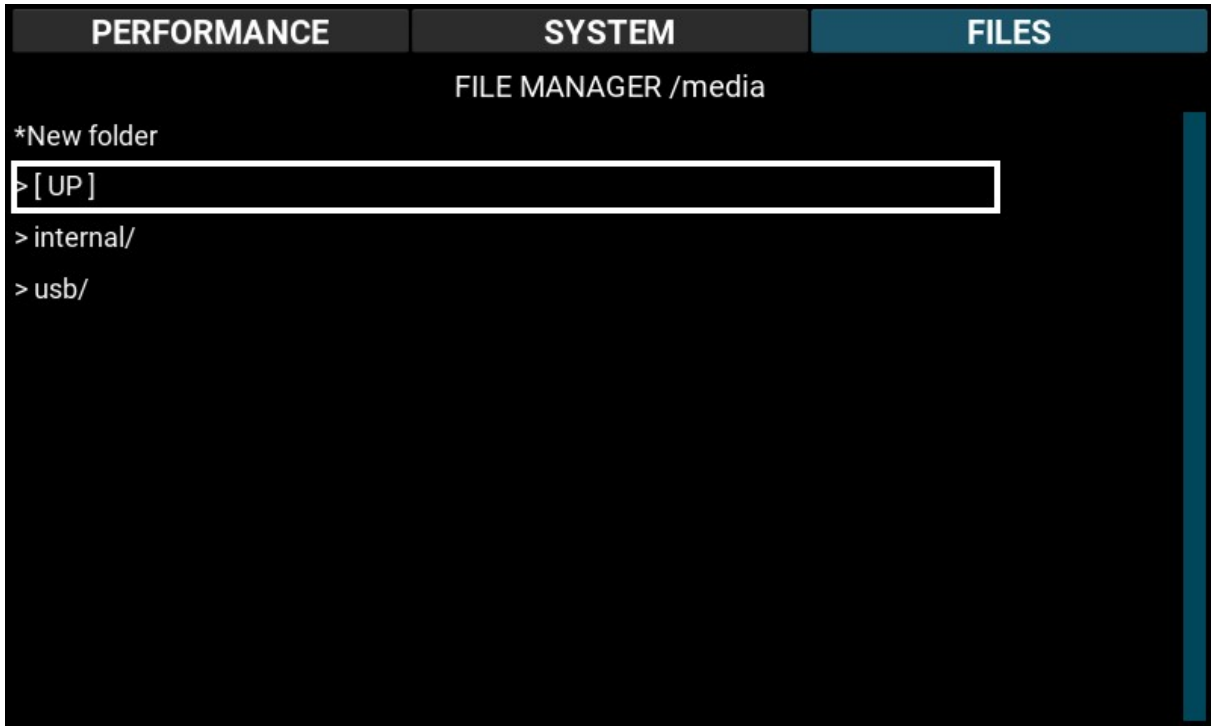 PERFORMANCE SYSTEM FILES
FILE MANAGER /media
*New folder
> [ UP ]
> internal/
> usb/